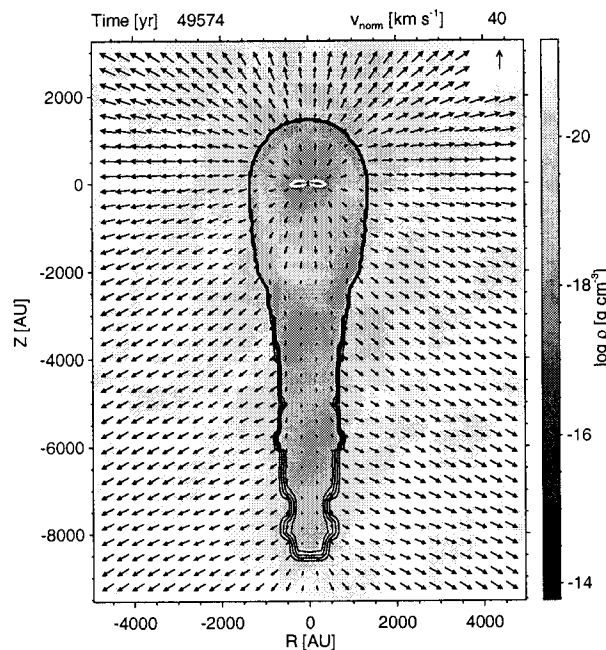 Time [yr] 49574 v_norm [km s⁻¹] 40
2000
0
-2000
-4000
-6000
-8000
Z [AU]
-4000 -2000 0 2000 4000
R [AU]
-20
-18
-16
-14
log ρ [g cm⁻³]